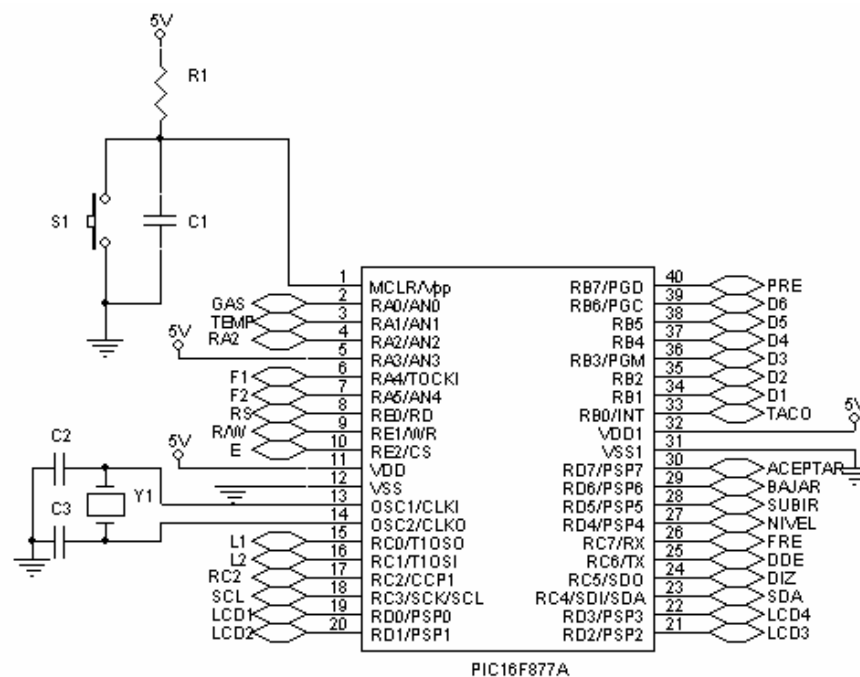 5V
R1
S1
C1
1 MCLR/Vpp RB7/PGD 40 PRE
GAS 2 RA0/AN0 RB6/PGC 39 D6
TEMP 3 RA1/AN1 RB5 38 D5
RA2 4 RA2/AN2 RB4 37 D4
5V 5 RA3/AN3 RB3/PGM 36 D3
F1 6 RA4/TOCKI RB2 35 D2
F2 7 RA5/AN4 RB1 34 D1
RS 8 RE0/RD RB0/INT 33 TACO
R/W 9 RE1/WR VDD1 32 5V
E 10 RE2/CS VSS1 31
5V 11 VDD RD7/PSP7 30 ACEPTAR
12 VSS RD6/PSP6 29 BAJAR
C2
13 OSC1/CLKI RD5/PSP5 28 SUBIR
C3 Y1
14 OSC2/CLKO RD4/PSP4 27 NIVEL
L1 15 RC0/T1OSO RC7/RX 26 FRE
L2 16 RC1/T1OSI RC6/TX 25 DDE
RC2 17 RC2/CCP1 RC5/SDO 24 DIZ
SCL 18 RC3/SCK/SCL RC4/SDI/SDA 23 SDA
LCD1 19 RD0/PSP0 RD3/PSP3 22 LCD4
LCD2 20 RD1/PSP1 RD2/PSP2 21 LCD3
PIC16F877A